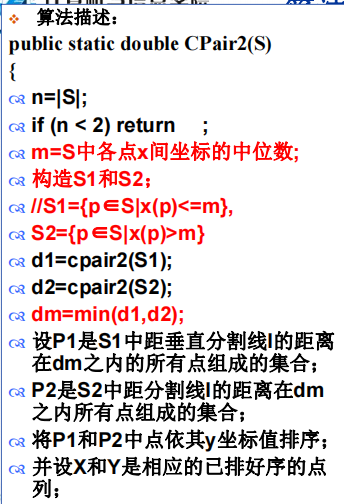 算法描述：
public static double CPair2(S)
{
n=|S|;
if (n < 2) return ;
m=S中各点x间坐标的中位数;
构造S1和S2；
//S1={p∈S|x(p)<=m},
S2={p∈S|x(p)>m}
d1=cpair2(S1);
d2=cpair2(S2);
dm=min(d1,d2);
设P1是S1中距垂直分割线l的距离
在dm之内的所有点组成的集合；
P2是S2中距分割线l的距离在dm
之内所有点组成的集合；
将P1和P2中点依其y坐标值排序；
并设X和Y是相应的已排好序的点
列；